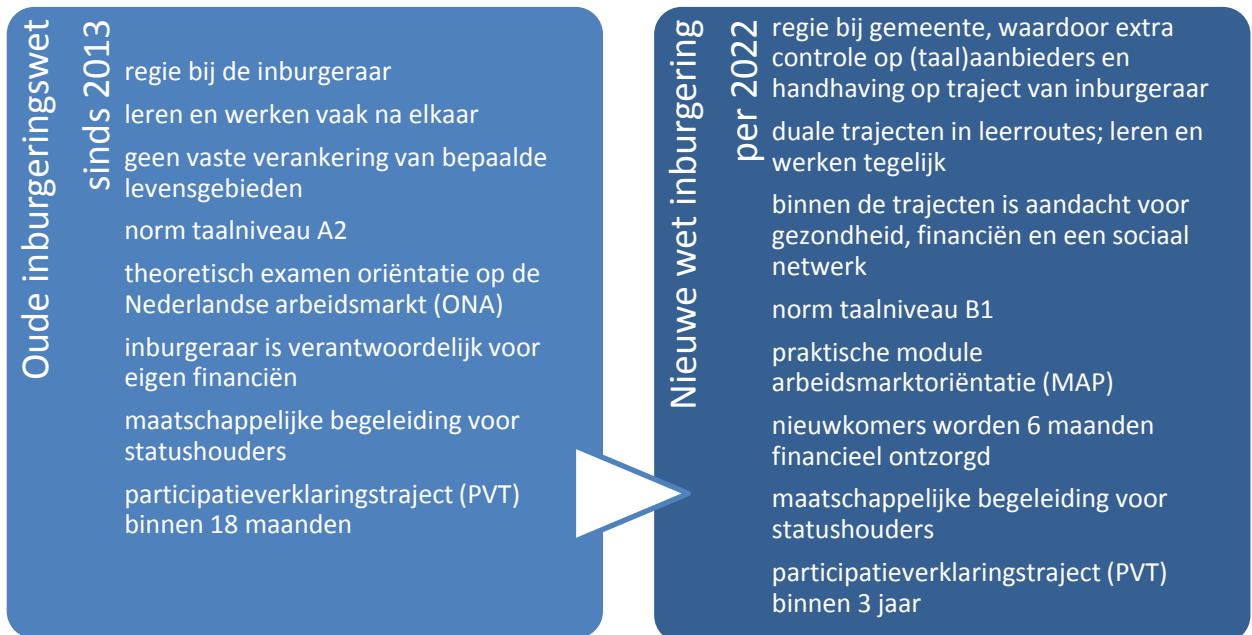 Oude inburgeringswet
sinds 2013
regie bij de inburgeraar
leren en werken vaak na elkaar
geen vaste verankering van bepaalde
levensgebieden
norm taalniveau A2
theoretisch examen oriëntatie op de
Nederlandse arbeidsmarkt (ONA)
inburgeraar is verantwoordelijk voor
eigen financiën
maatschappelijke begeleiding voor
statushouders
participatieverklaringstraject (PVT)
binnen 18 maanden
Nieuwe wet inburgering
per 2022
regie bij gemeente, waardoor extra
controle op (taal)aanbieders en
handhaving op traject van inburgeraar
duale trajecten in leerroutes; leren en
werken tegelijk
binnen de trajecten is aandacht voor
gezondheid, financiën en een sociaal
netwerk
norm taalniveau B1
praktische module
arbeidsmarktoriëntatie (MAP)
nieuwkomers worden 6 maanden
financieel ontzorgd
maatschappelijke begeleiding voor
statushouders
participatieverklaringstraject (PVT)
binnen 3 jaar